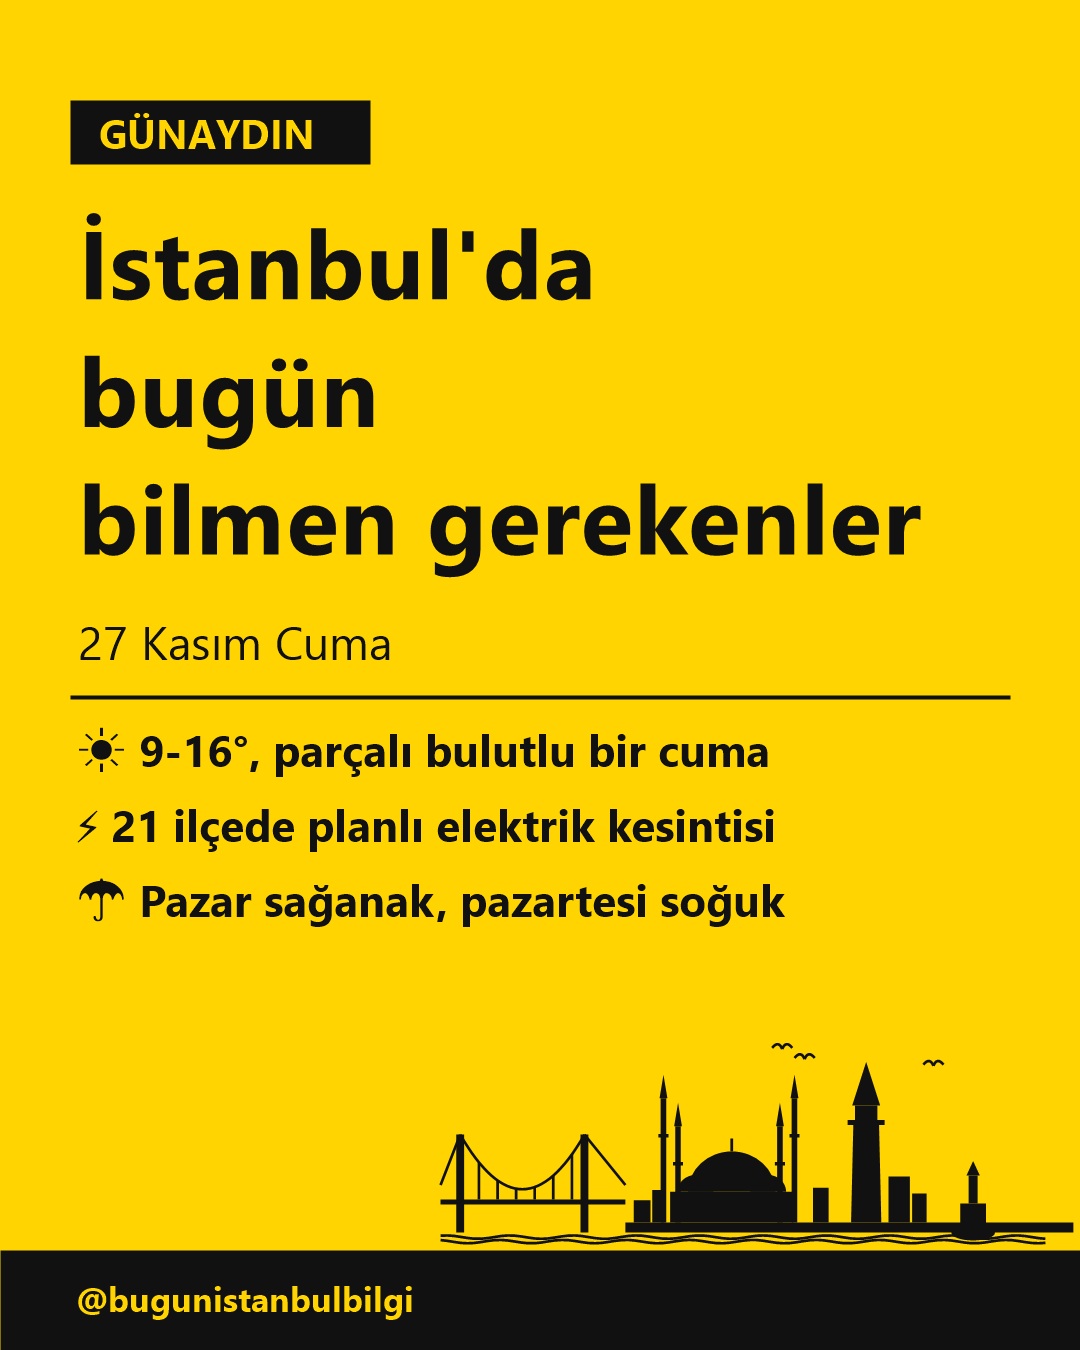 GÜNAYDIN
İstanbul'da
bugün
bilmen gerekenler
27 Kasım Cuma
☀ 9-16°, parçalı bulutlu bir cuma
⚡ 21 ilçede planlı elektrik kesintisi
☂ Pazar sağanak, pazartesi soğuk
@bugunistanbulbilgi